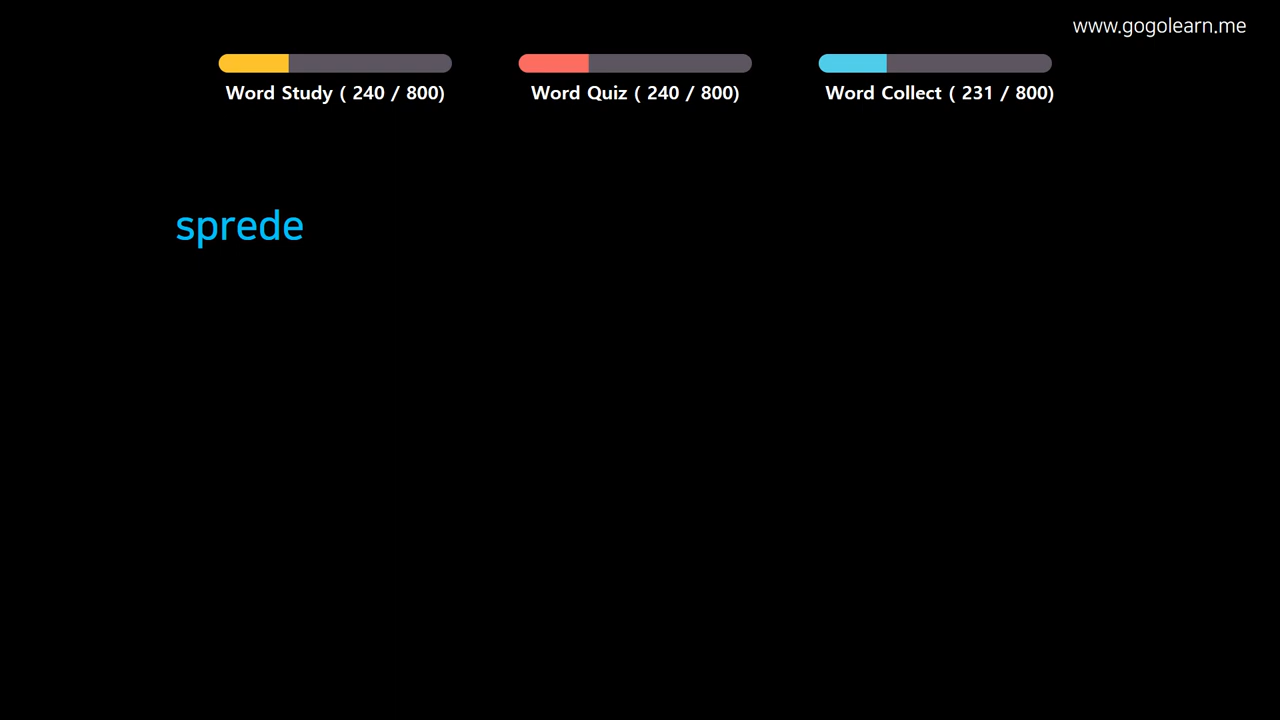 www.gogolearn.me
Word Study ( 240 / 800)
Word Quiz ( 240 / 800)
Word Collect ( 231 / 800)
sprede